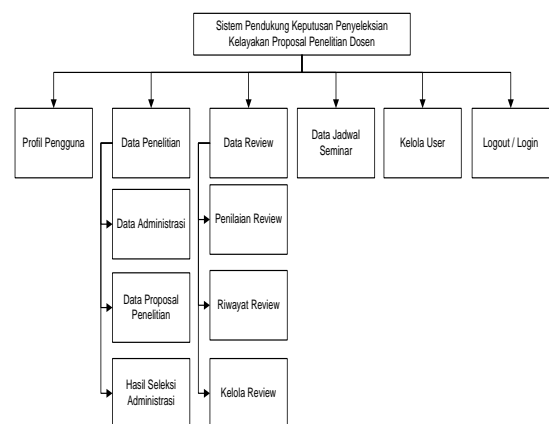 Sistem Pendukung Keputusan Penyeleksian
Kelayakan Proposal Penelitian Dosen
Profil Pengguna
Data Penelitian
Data Review
Data Jadwal
Seminar
Kelola User
Logout / Login
Data Administrasi
Penilaian Review
Data Proposal
Penelitian
Riwayat Review
Hasil Seleksi
Administrasi
Kelola Review